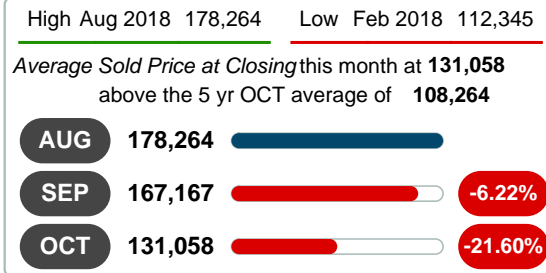 High Aug 2018 178,264 Low Feb 2018 112,345
Average Sold Price at Closing this month at 131,058
above the 5 yr OCT average of 108,264
AUG 178,264
SEP 167,167 -6.22%
OCT 131,058 -21.60%